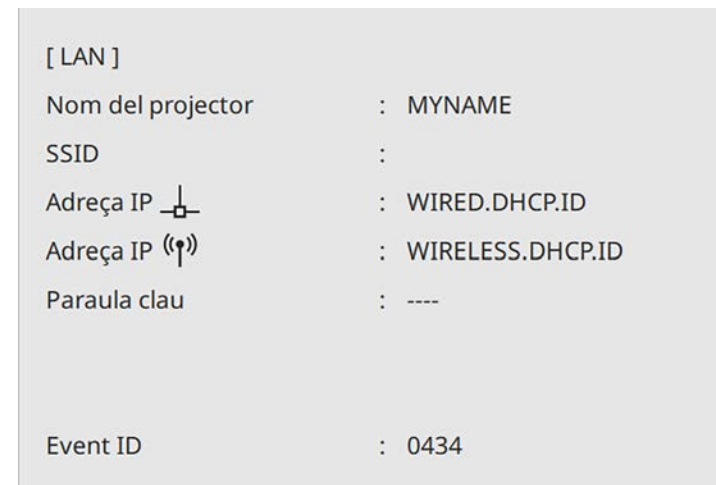 [ LAN ]
Nom del projector : MYNAME
SSID :
Adreça IP : WIRED.DHCP.ID
Adreça IP : WIRELESS.DHCP.ID
Paraula clau : ----
Event ID : 0434